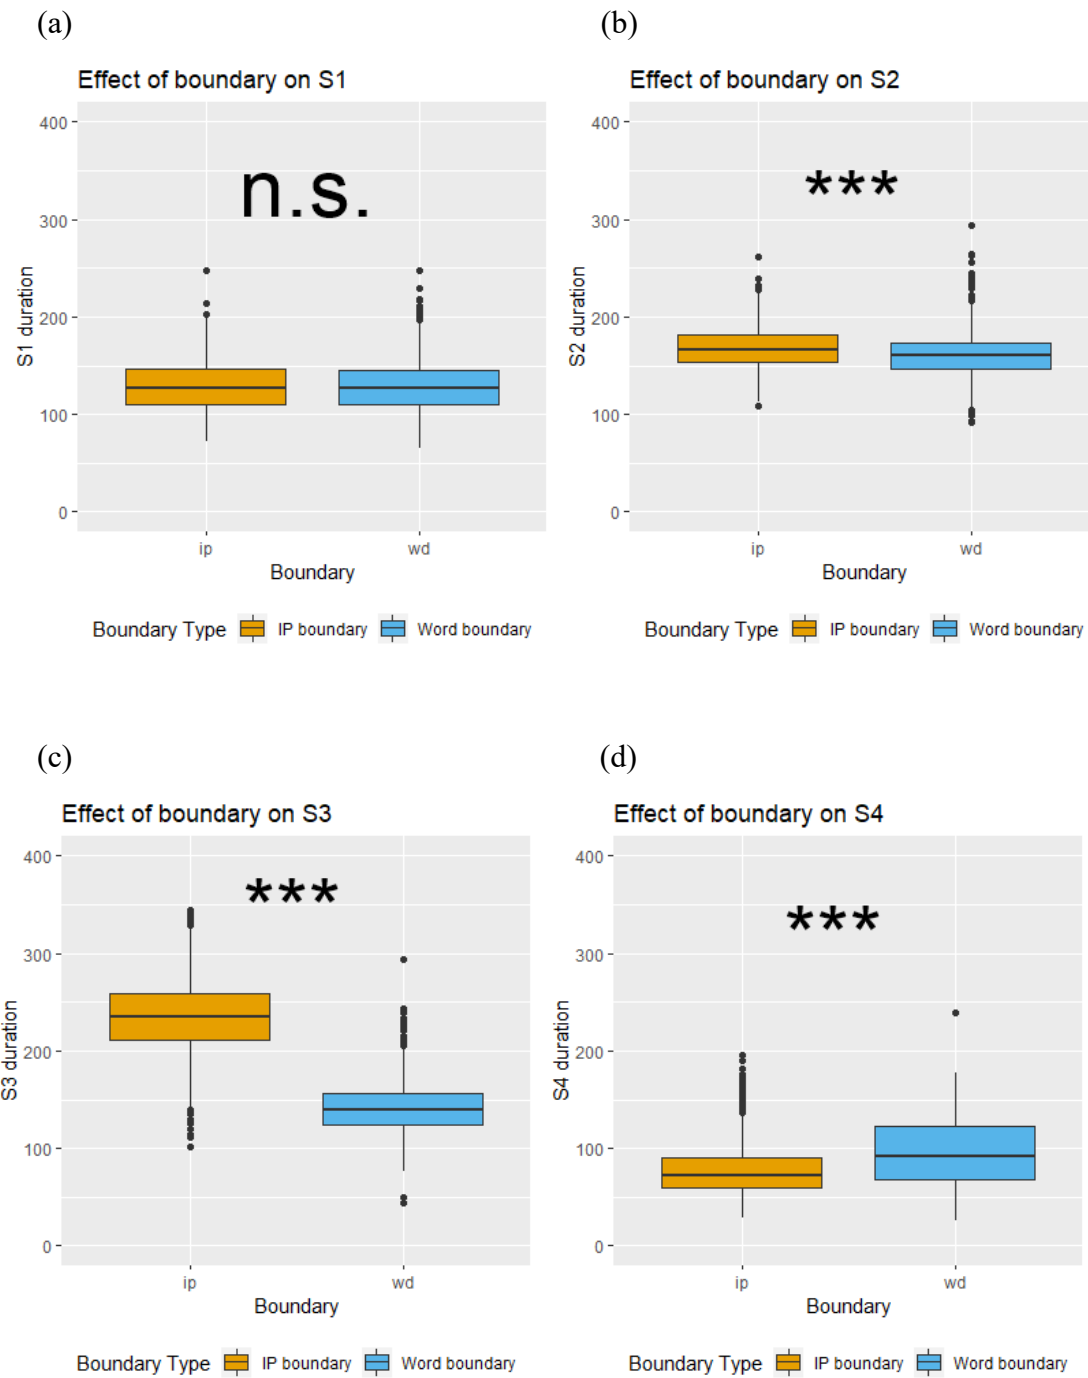 (a)
Effect of boundary on S1
400
n.s.
300
200
100
0
S1 duration
ip wd
Boundary
Boundary Type IP boundary Word boundary
(b)
Effect of boundary on S2
400
***
300
200
100
0
S2 duration
ip wd
Boundary
Boundary Type IP boundary Word boundary
(c)
Effect of boundary on S3
400
***
300
200
100
0
S3 duration
ip wd
Boundary
Boundary Type IP boundary Word boundary
(d)
Effect of boundary on S4
400
***
300
200
100
0
S4 duration
ip wd
Boundary
Boundary Type IP boundary Word boundary